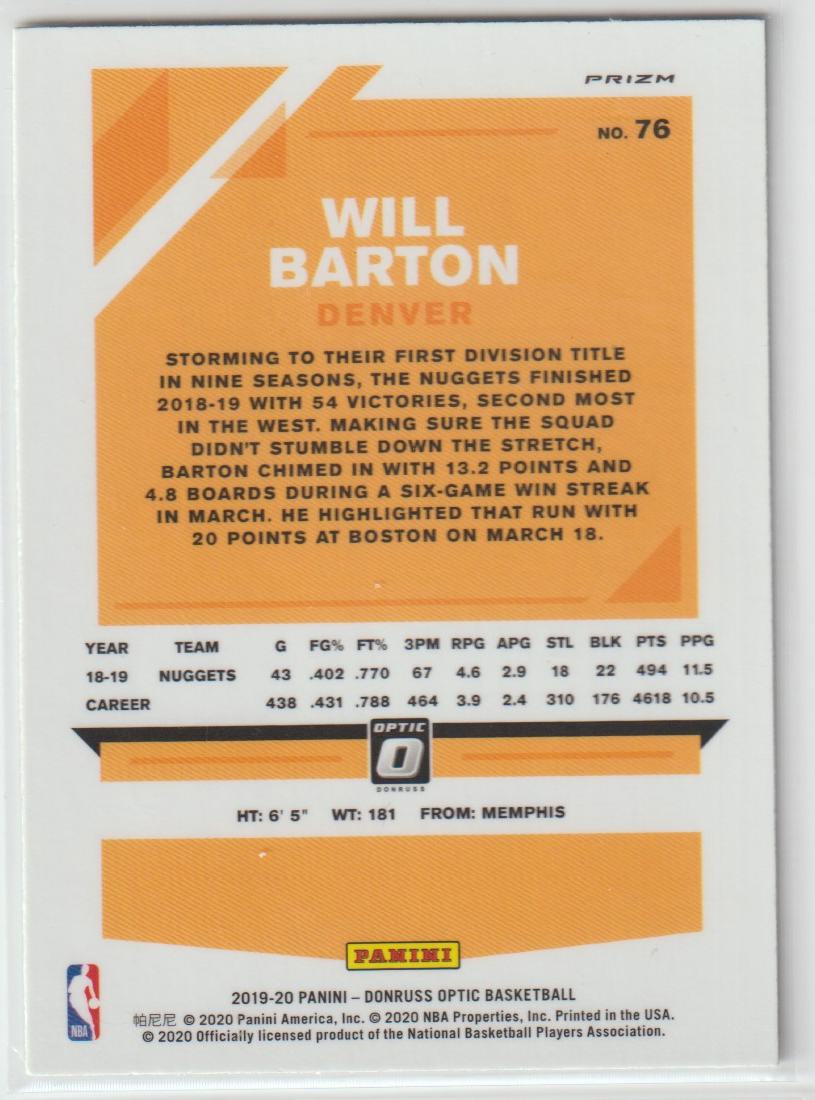 PRIZM
NO. 76
WILL
BARTON
DENVER
STORMING TO THEIR FIRST DIVISION TITLE
IN NINE SEASONS, THE NUGGETS FINISHED
2018-19 WITH 54 VICTORIES, SECOND MOST
IN THE WEST. MAKING SURE THE SQUAD
DIDN'T STUMBLE DOWN THE STRETCH,
BARTON CHIMED IN WITH 13.2 POINTS AND
4.8 BOARDS DURING A SIX-GAME WIN STREAK
IN MARCH. HE HIGHLIGHTED THAT RUN WITH
20 POINTS AT BOSTON ON MARCH 18.
YEAR TEAM G FG% FT% 3PM RPG APG STL BLK PTS PPG
18-19 NUGGETS 43 .402 .770 67 4.6 2.9 18 22 494 11.5
CAREER 438 .431 .788 464 3.9 2.4 310 176 4618 10.5
OPTIC
O
DONRUSS
HT: 6' 5" WT: 181 FROM: MEMPHIS
PANINI
NBA
2019-20 PANINI – DONRUSS OPTIC BASKETBALL
帕尼尼 © 2020 Panini America, Inc. © 2020 NBA Properties, Inc. Printed in the USA.
© 2020 Officially licensed product of the National Basketball Players Association.